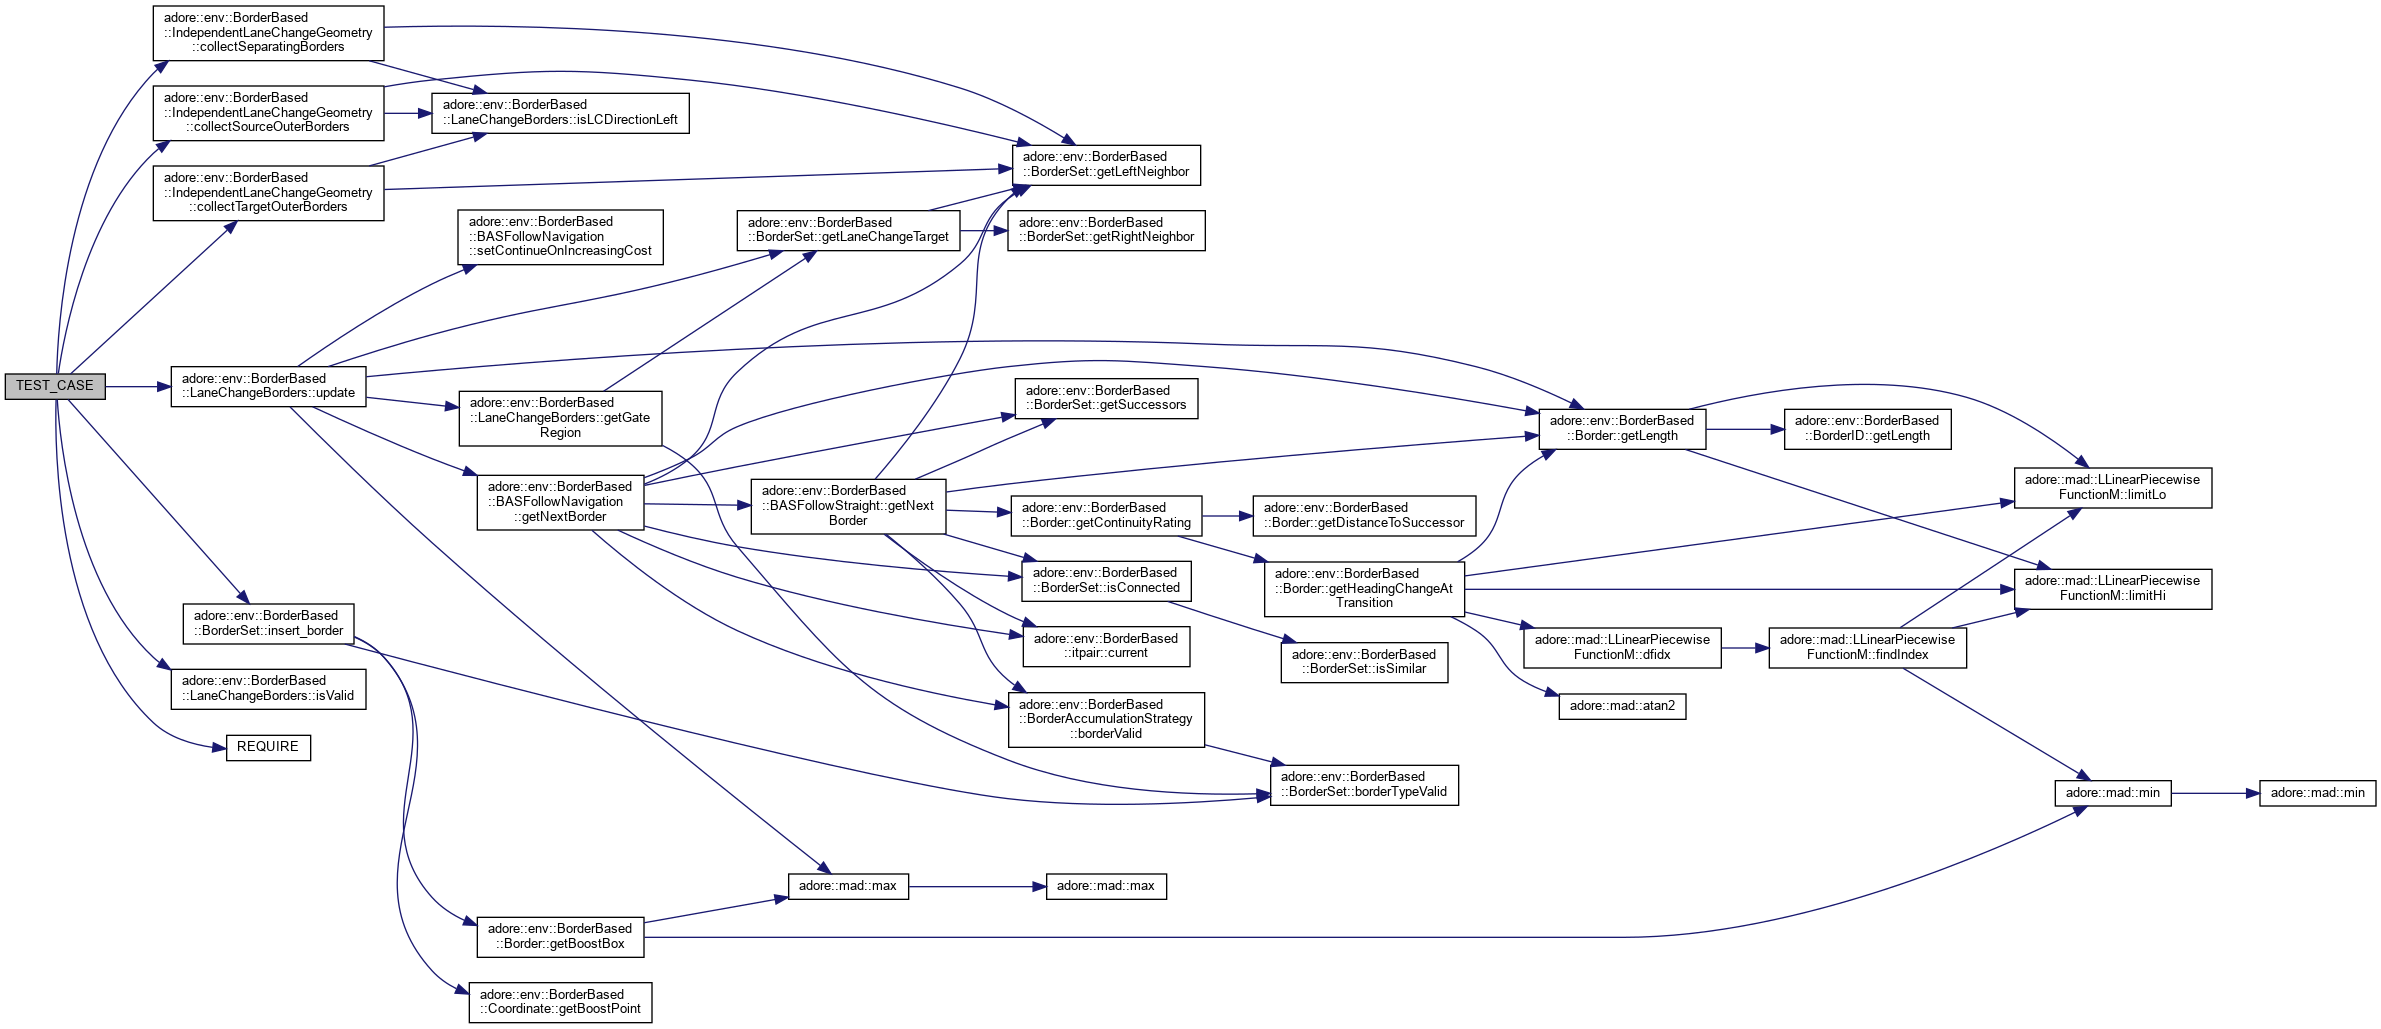 TEST_CASE
adore::env::BorderBased
::IndependentLaneChangeGeometry
::collectSeparatingBorders
adore::env::BorderBased
::IndependentLaneChangeGeometry
::collectSourceOuterBorders
adore::env::BorderBased
::IndependentLaneChangeGeometry
::collectTargetOuterBorders
adore::env::BorderBased
::LaneChangeBorders::update
adore::env::BorderBased
::BorderSet::insert_border
adore::env::BorderBased
::LaneChangeBorders::isValid
REQUIRE
adore::env::BorderBased
::LaneChangeBorders::isLCDirectionLeft
adore::env::BorderBased
::BASFollowNavigation
::setContinueOnIncreasingCost
adore::env::BorderBased
::LaneChangeBorders::getGate
Region
adore::env::BorderBased
::BASFollowNavigation
::getNextBorder
adore::env::BorderBased
::Border::getBoostBox
adore::env::BorderBased
::Coordinate::getBoostPoint
adore::env::BorderBased
::BorderSet::getLaneChangeTarget
adore::env::BorderBased
::BASFollowStraight::getNext
Border
adore::mad::max
adore::env::BorderBased
::BorderSet::getLeftNeighbor
adore::env::BorderBased
::BorderSet::getRightNeighbor
adore::env::BorderBased
::BorderSet::getSuccessors
adore::env::BorderBased
::Border::getContinuityRating
adore::env::BorderBased
::BorderSet::isConnected
adore::env::BorderBased
::itpair::current
adore::env::BorderBased
::BorderAccumulationStrategy
::borderValid
adore::mad::max
adore::env::BorderBased
::Border::getDistanceToSuccessor
adore::env::BorderBased
::Border::getHeadingChangeAt
Transition
adore::env::BorderBased
::BorderSet::isSimilar
adore::env::BorderBased
::BorderSet::borderTypeValid
adore::env::BorderBased
::Border::getLength
adore::mad::LLinearPiecewise
FunctionM::dfidx
adore::mad::atan2
adore::env::BorderBased
::BorderID::getLength
adore::mad::LLinearPiecewise
FunctionM::findIndex
adore::mad::LLinearPiecewise
FunctionM::limitLo
adore::mad::LLinearPiecewise
FunctionM::limitHi
adore::mad::min
adore::mad::min